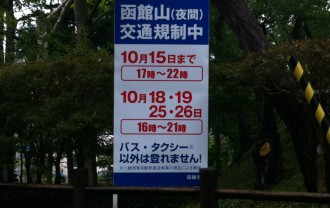 函館山(夜間)
交通規制中
10月15日まで
17時～22時
10月18・19
25・26日
16時～21時
バス・タクシー※
以外は登れません!